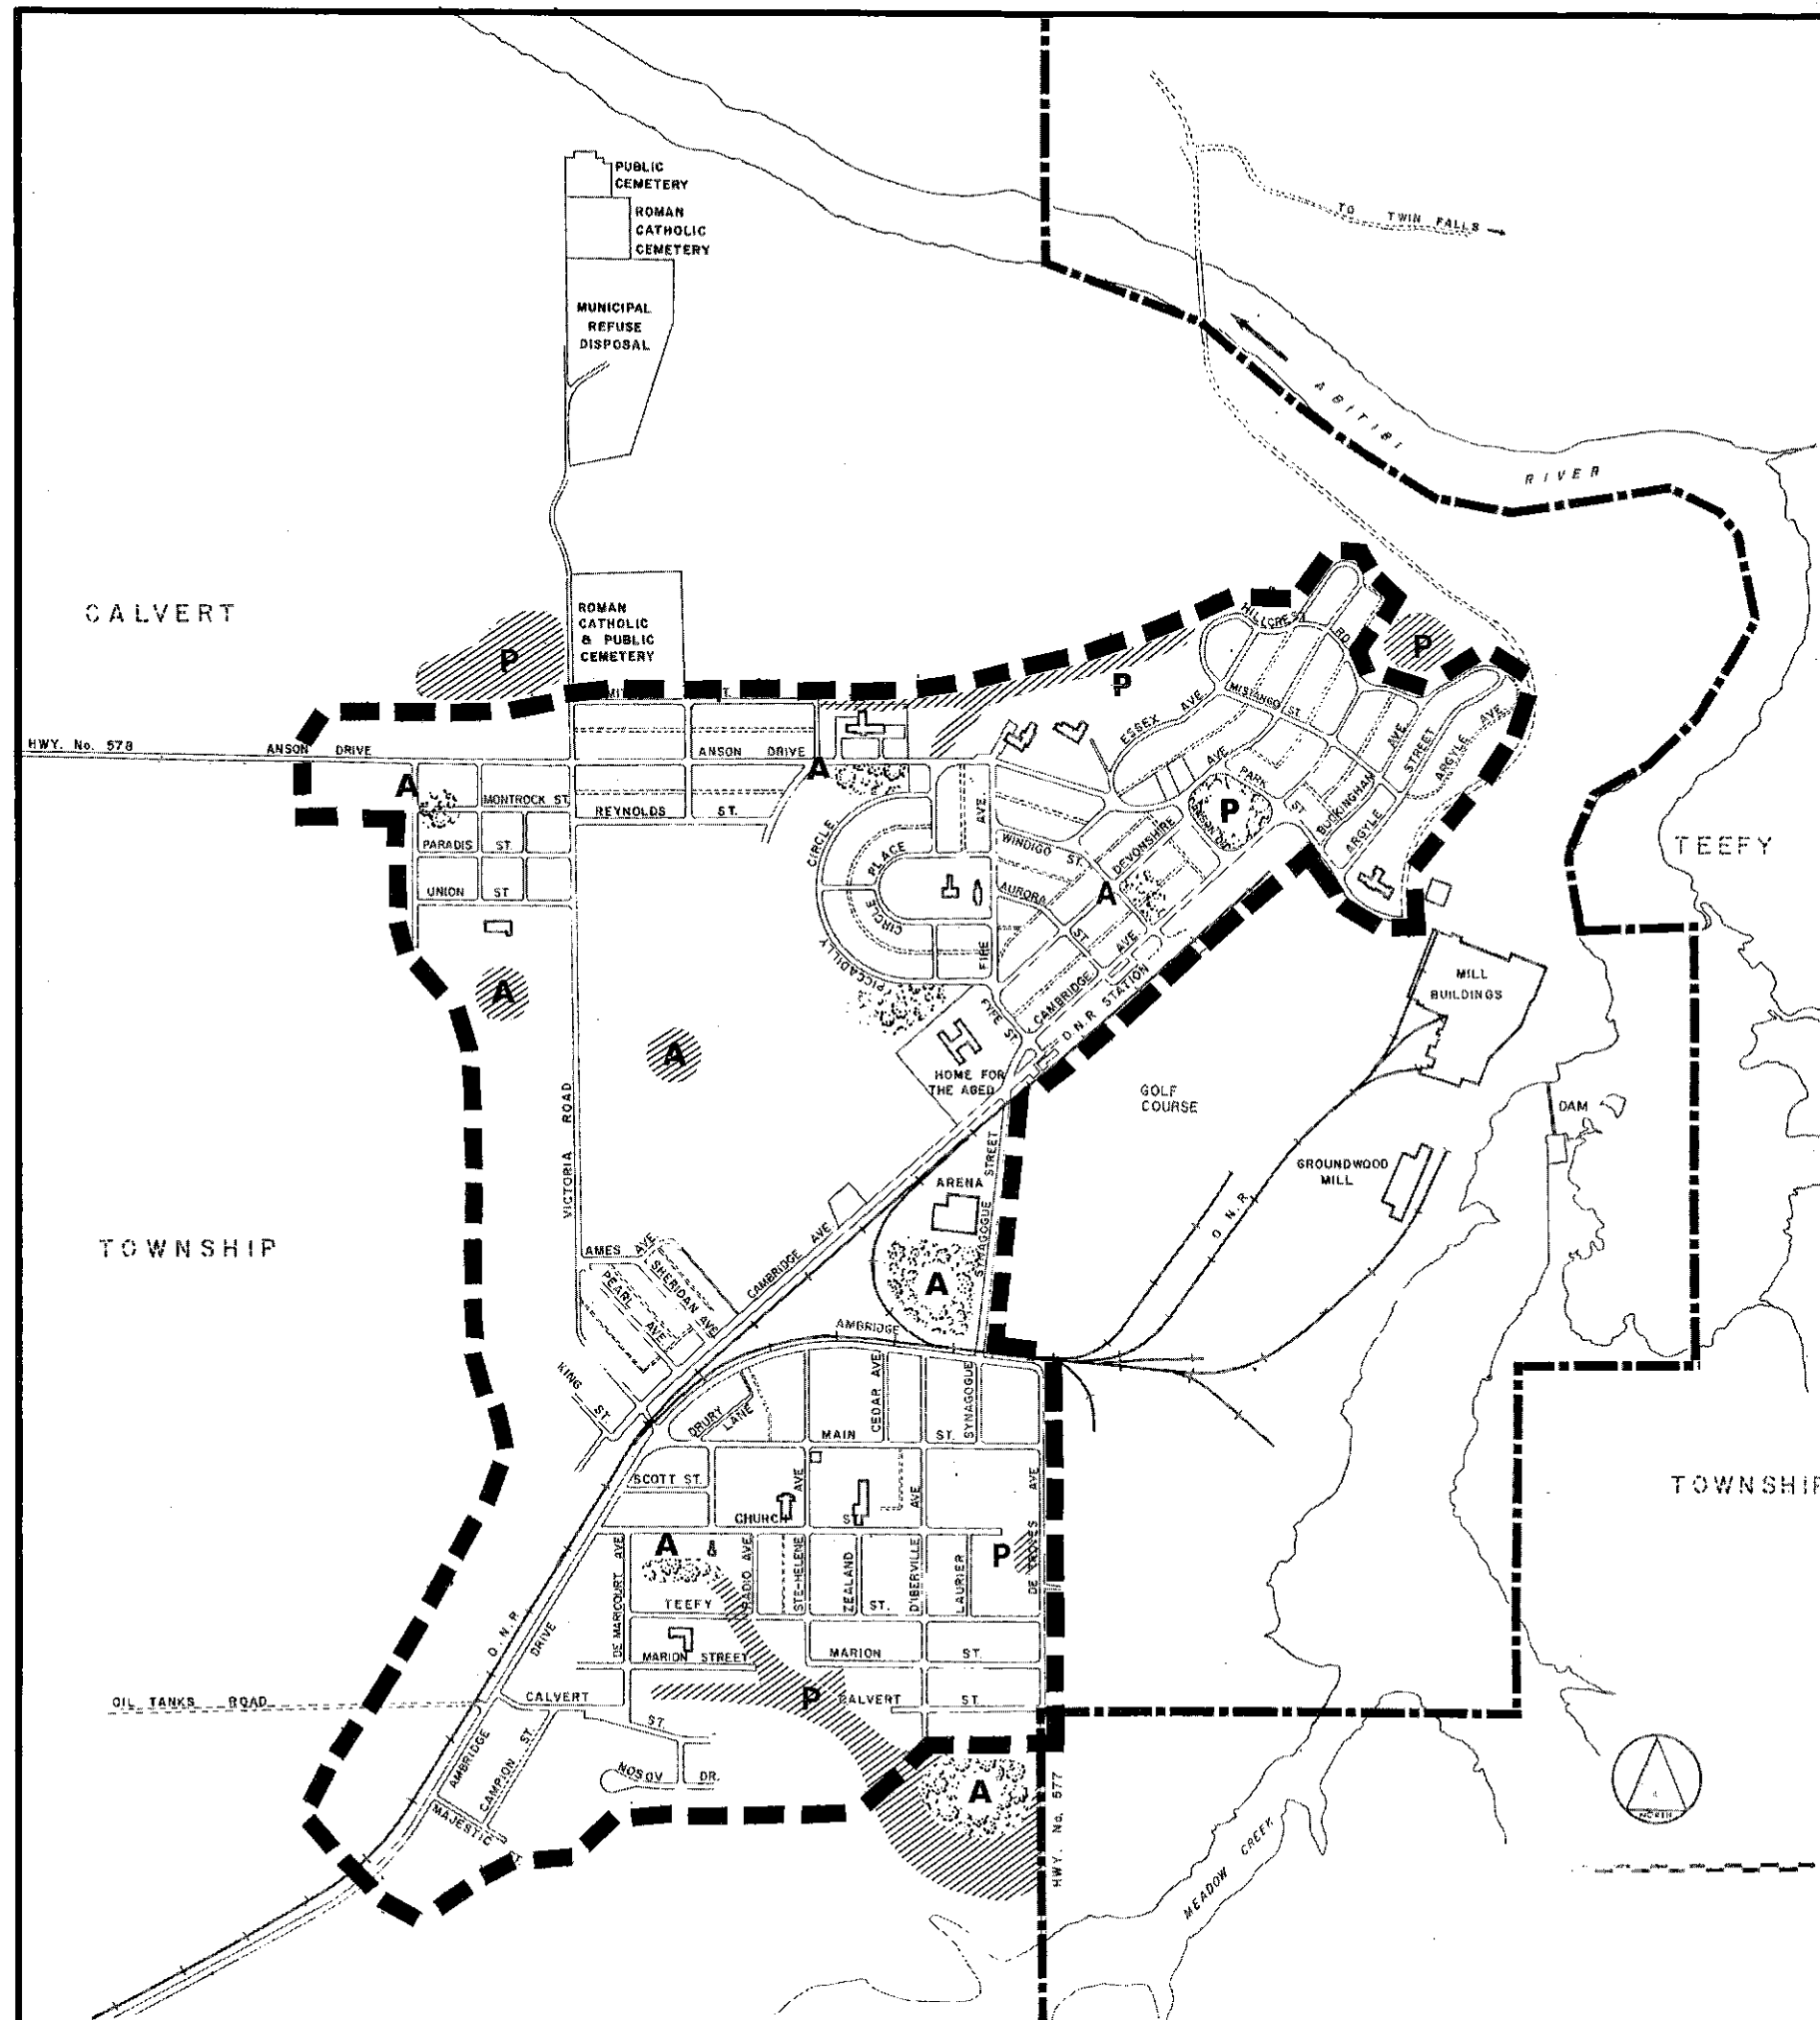 PUBLIC
CEMETERY
ROMAN
CATHOLIC
CEMETERY
MUNICIPAL
REFUSE
DISPOSAL
TO TWIN FALLS
ABITIBI
RIVER
CALVERT
ROMAN
CATHOLIC
& PUBLIC
CEMETERY
P
P
P
HILLCREST
RD.
MISTANGO ST.
ESSEX AVE
AVE
STREET
ARGYLE AVE
HWY. No. 578
ANSON DRIVE
ANSON DRIVE
A
A
MONTROCK ST.
REYNOLDS ST.
PARK ST.
P
BUCKINGHAM
ARGYLE
PARADIS ST.
UNION ST
CIRCLE
PLACE
CIRCLE
PICCADILLY
AVE
FIRE
WINDIGO ST.
DEVONSHIRE
AVE
AURORA
ST.
A
TEEFY
A
A
CAMBRIDGE AVE
D.N.R STATION
FYFE ST.
HOME FOR
THE AGED
MILL
BUILDINGS
GOLF
COURSE
DAM
VICTORIA ROAD
GROUNDWOOD
MILL
O N.R
ARENA
SYNAGOGUE STREET
A
TOWNSHIP
AMES AVE
SHERIDAN AVE
PEARL AVE
CAMBRIDGE AVE
AMBRIDGE
KING ST.
DRURY
LANE
CEDAR AVE
SYNAGOGUE
MAIN ST.
SCOTT ST.
AVE
AVE
AVE
CHURCH ST
TOWNSHIP
A
P
DE MARICOURT AVE
RADIO AVE
STE-HELENE
ZEALAND
D'IBERVILLE
LAURIER
DE TROYES
TEEFY ST.
MARION STREET
MARION ST.
O.N.R
DRIVE
OIL TANKS ROAD
CALVERT
ST.
P
CALVERT ST.
AMBRIDGE
CAMPION ST.
MAJESTIC
NOSOV DR.
A
HWY. No. 577
MEADOW CREEK
NORTH